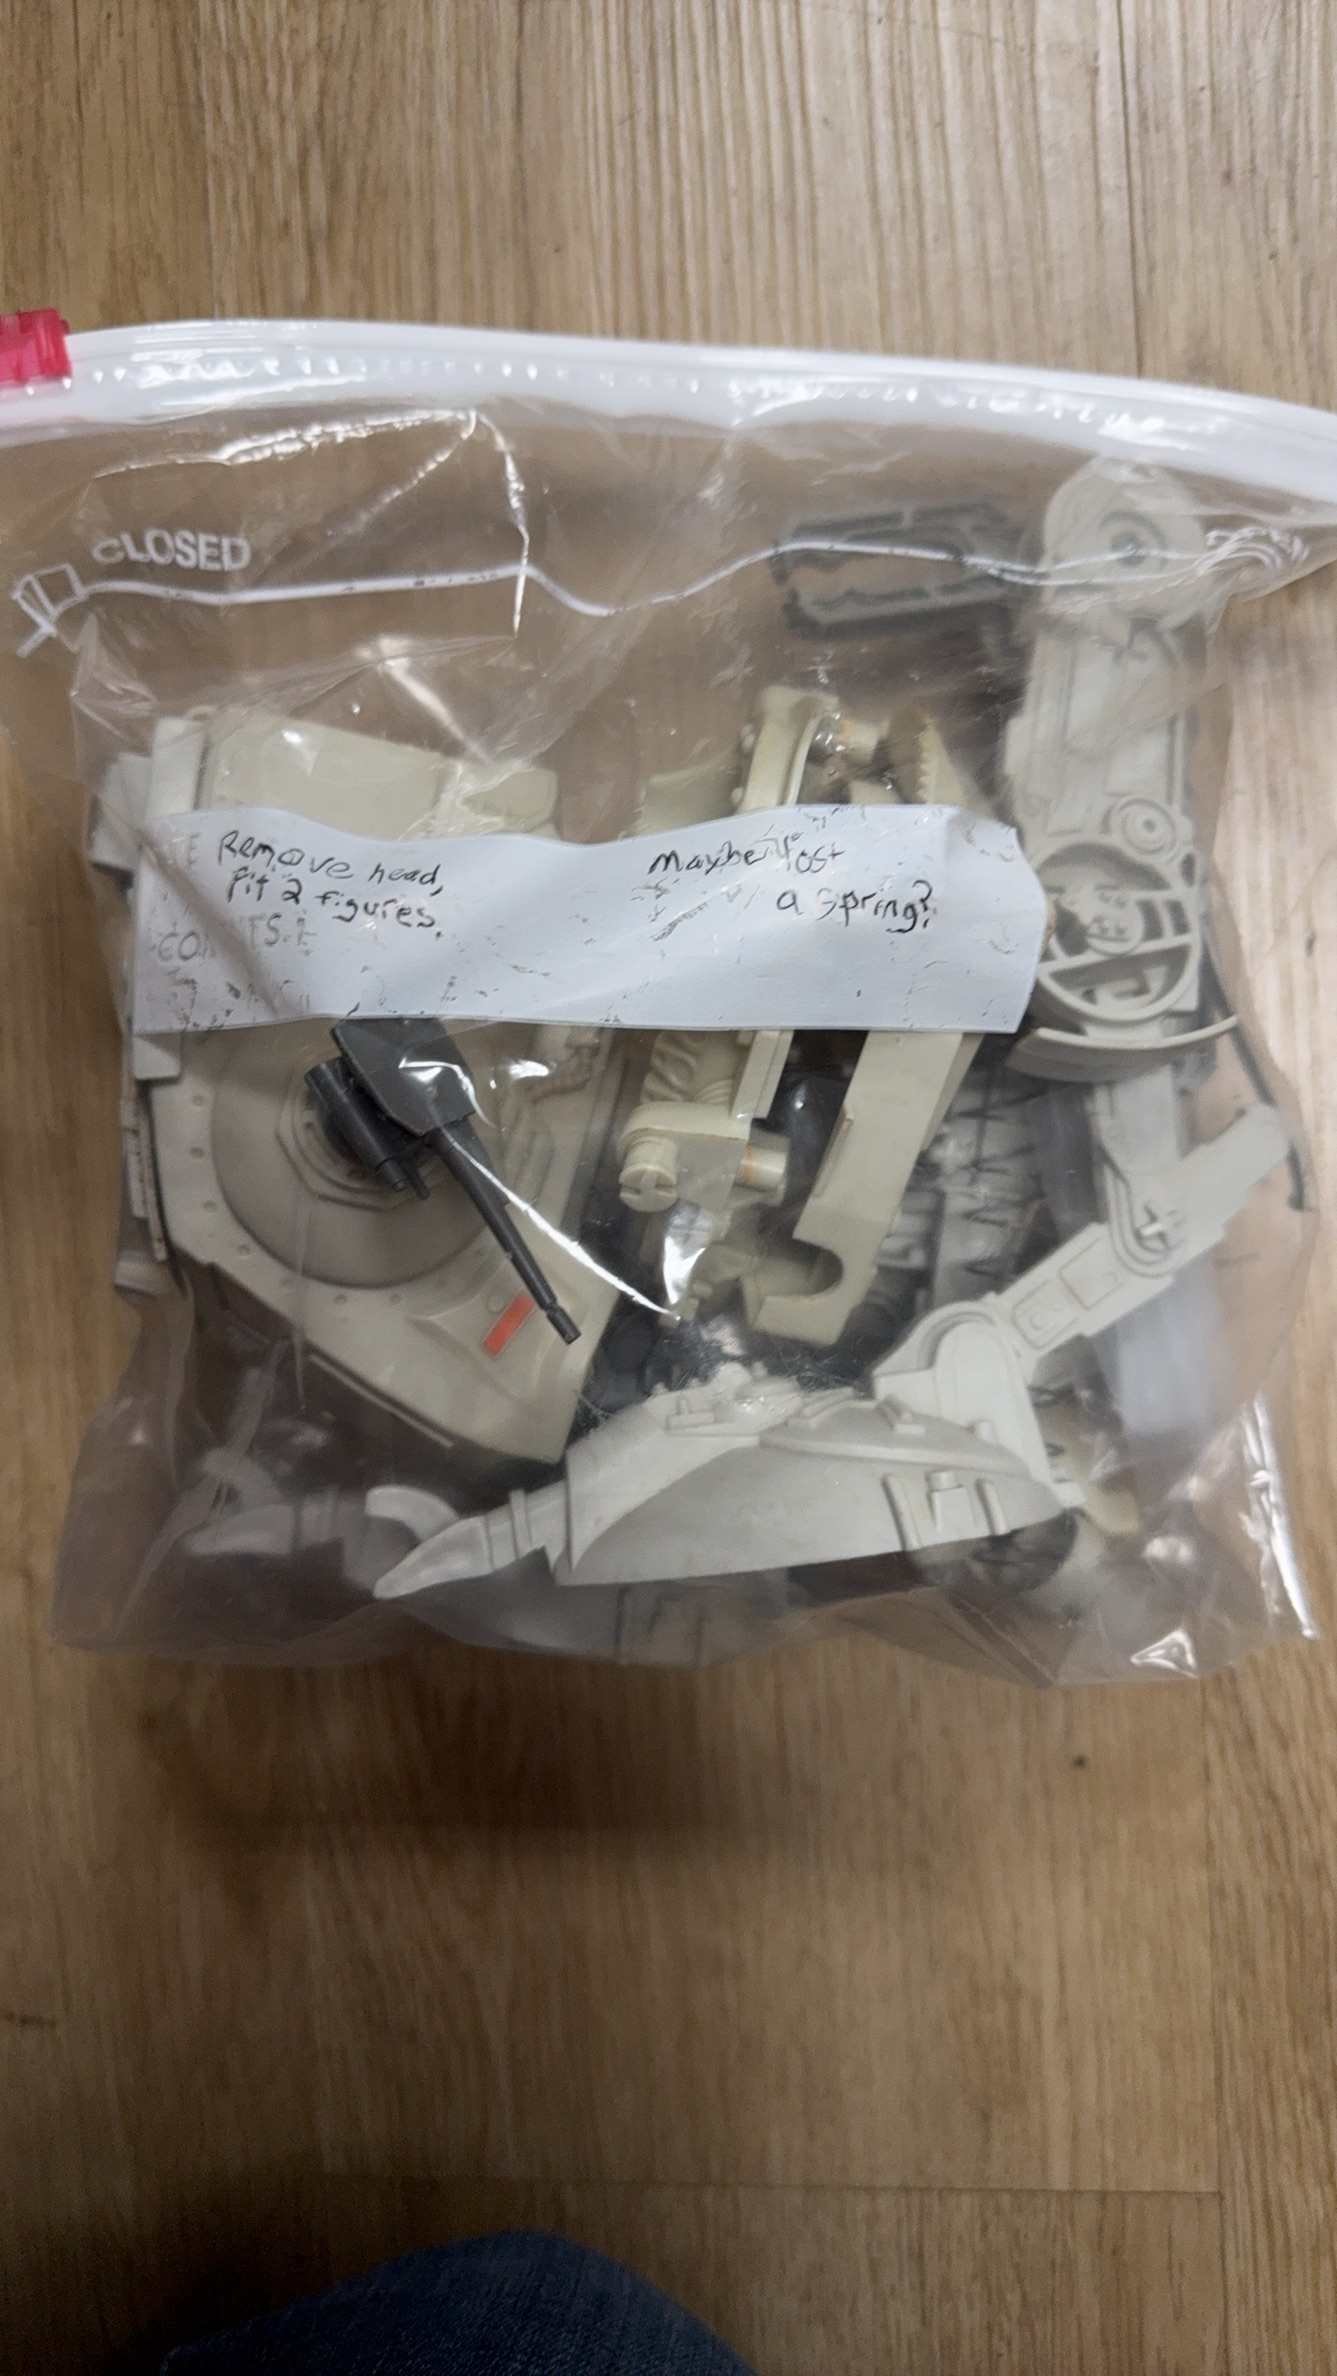 CLOSED
Remove head,
fit 2 figures.
Maybe lost
a spring?